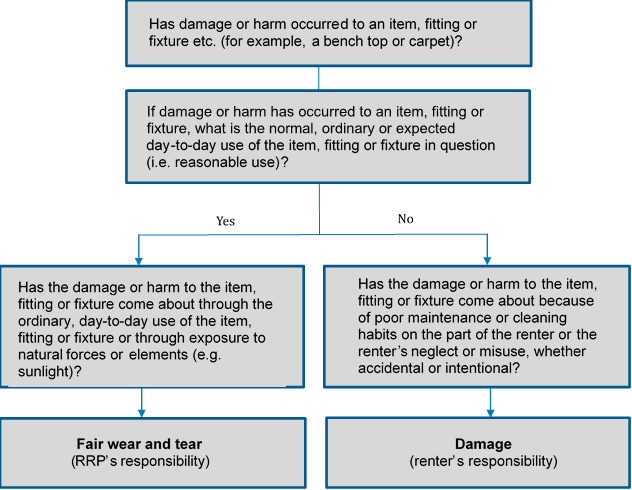 Has damage or harm occurred to an item, fitting or
fixture etc. (for example, a bench top or carpet)?
If damage or harm has occurred to an item, fitting or
fixture, what is the normal, ordinary or expected
day-to-day use of the item, fitting or fixture in question
(i.e. reasonable use)?
Yes
No
Has the damage or harm to the item,
fitting or fixture come about through the
ordinary, day-to-day use of the item,
fitting or fixture or through exposure to
natural forces or elements (e.g.
sunlight)?
Has the damage or harm to the item,
fitting or fixture come about because
of poor maintenance or cleaning
habits on the part of the renter or the
renter's neglect or misuse, whether
accidental or intentional?
Fair wear and tear
(RRP's responsibility)
Damage
(renter's responsibility)